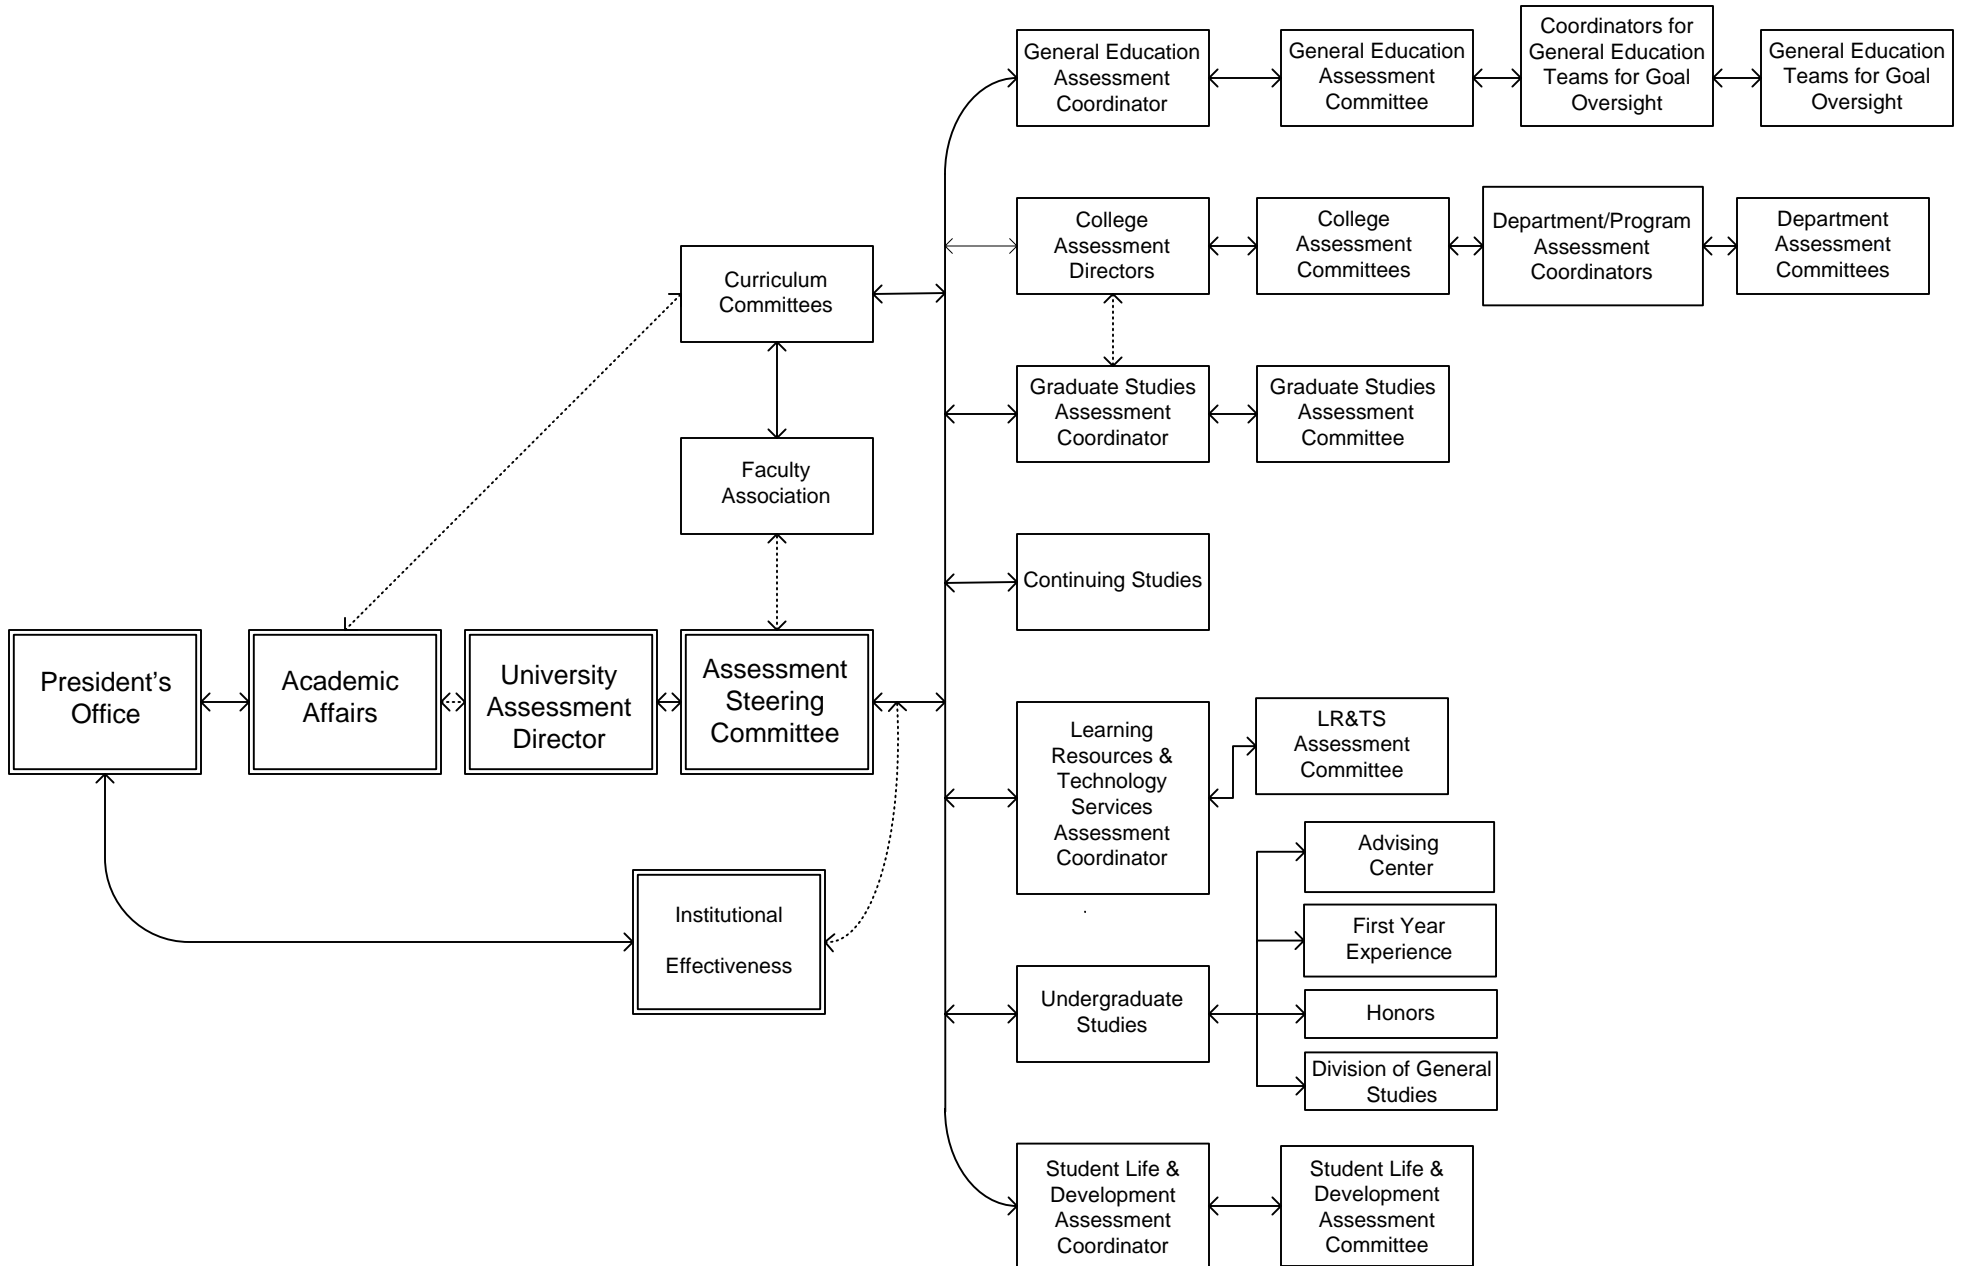 General Education
Assessment
Coordinator
General Education
Assessment
Committee
Coordinators for
General Education
Teams for Goal
Oversight
General Education
Teams for Goal
Oversight
College
Assessment
Directors
College
Assessment
Committees
Department/Program
Assessment
Coordinators
Department
Assessment
Committees
Curriculum
Committees
Graduate Studies
Assessment
Coordinator
Graduate Studies
Assessment
Committee
Faculty
Association
Continuing Studies
President’s
Office
Academic
Affairs
University
Assessment
Director
Assessment
Steering
Committee
Learning
Resources &
Technology
Services
Assessment
Coordinator
LR&TS
Assessment
Committee
Advising
Center
Institutional
Effectiveness
First Year
Experience
Undergraduate
Studies
Honors
Division of General
Studies
Student Life &
Development
Assessment
Coordinator
Student Life &
Development
Assessment
Committee